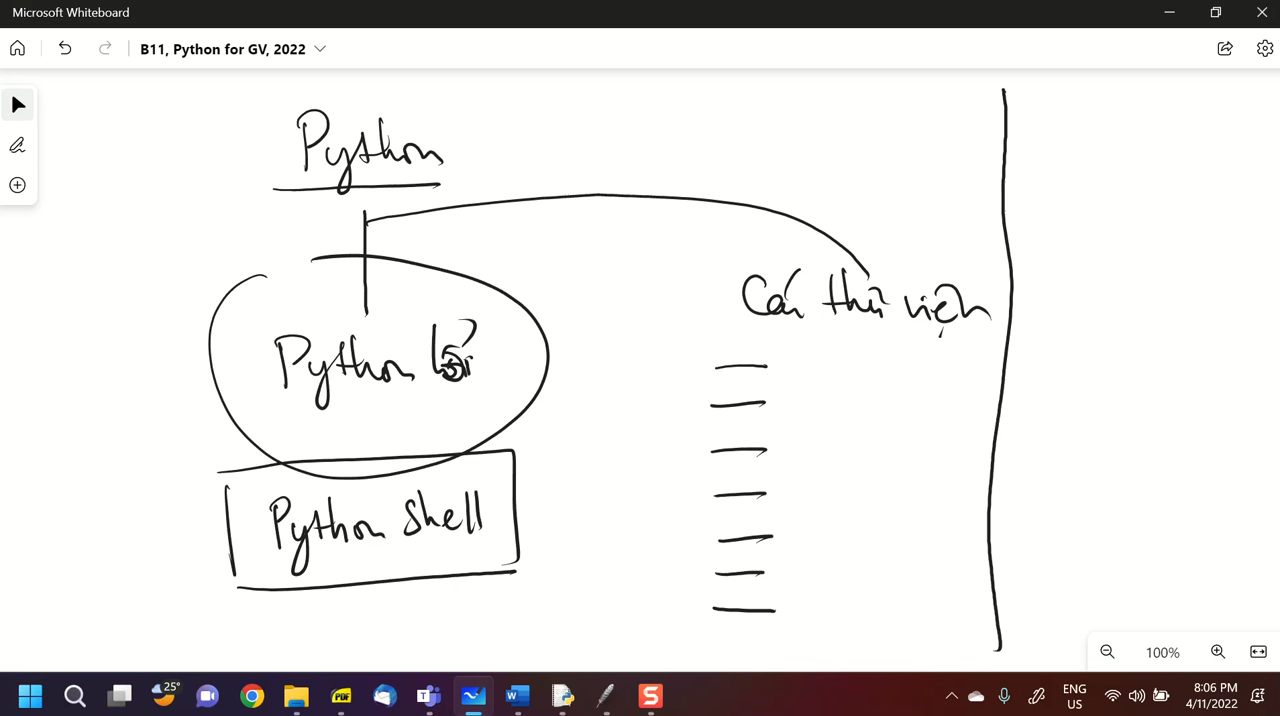 Microsoft Whiteboard
B11, Python for GV, 2022
Python
Các thư viện
Python lõi
Python shell
100%
25°
PDF
ENG
US
8:06 PM
4/11/2022